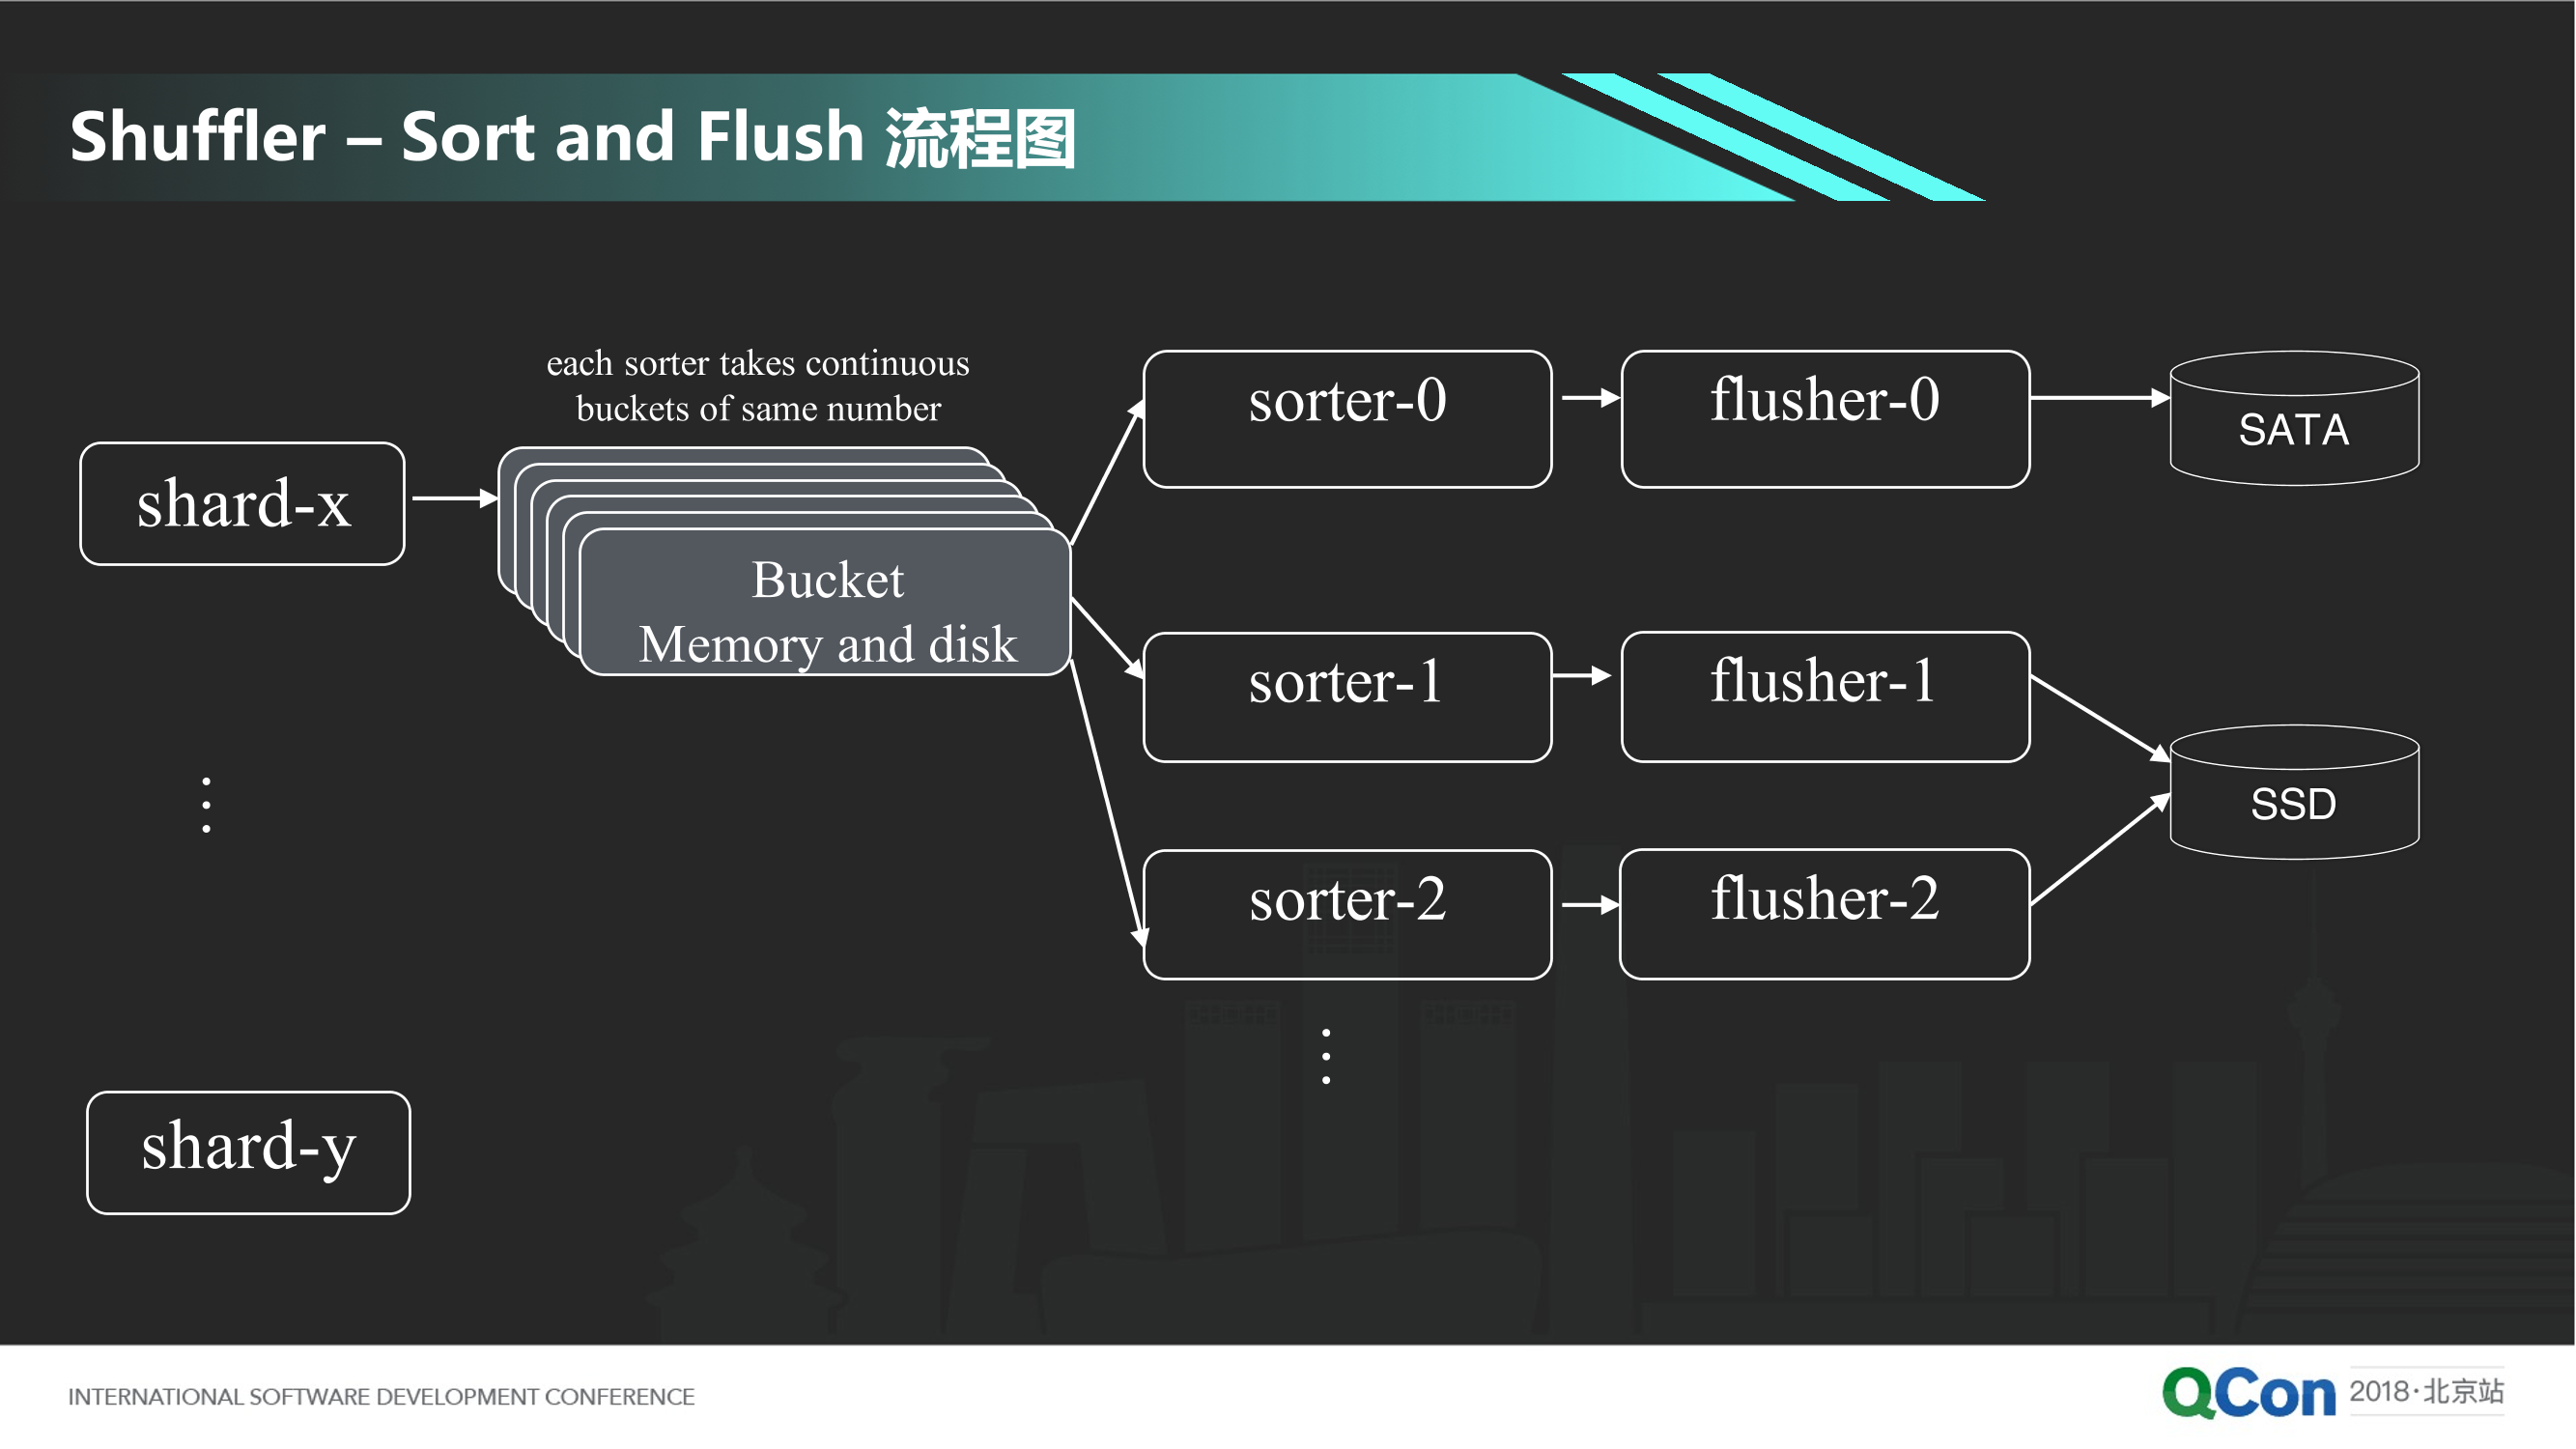 Shuffler – Sort and Flush 流程图
each sorter takes continuous
buckets of same number
shard-x
Bucket
Memory and disk
sorter-0
flusher-0
SATA
sorter-1
flusher-1
SSD
sorter-2
flusher-2
shard-y
INTERNATIONAL SOFTWARE DEVELOPMENT CONFERENCE
QCon 2018·北京站